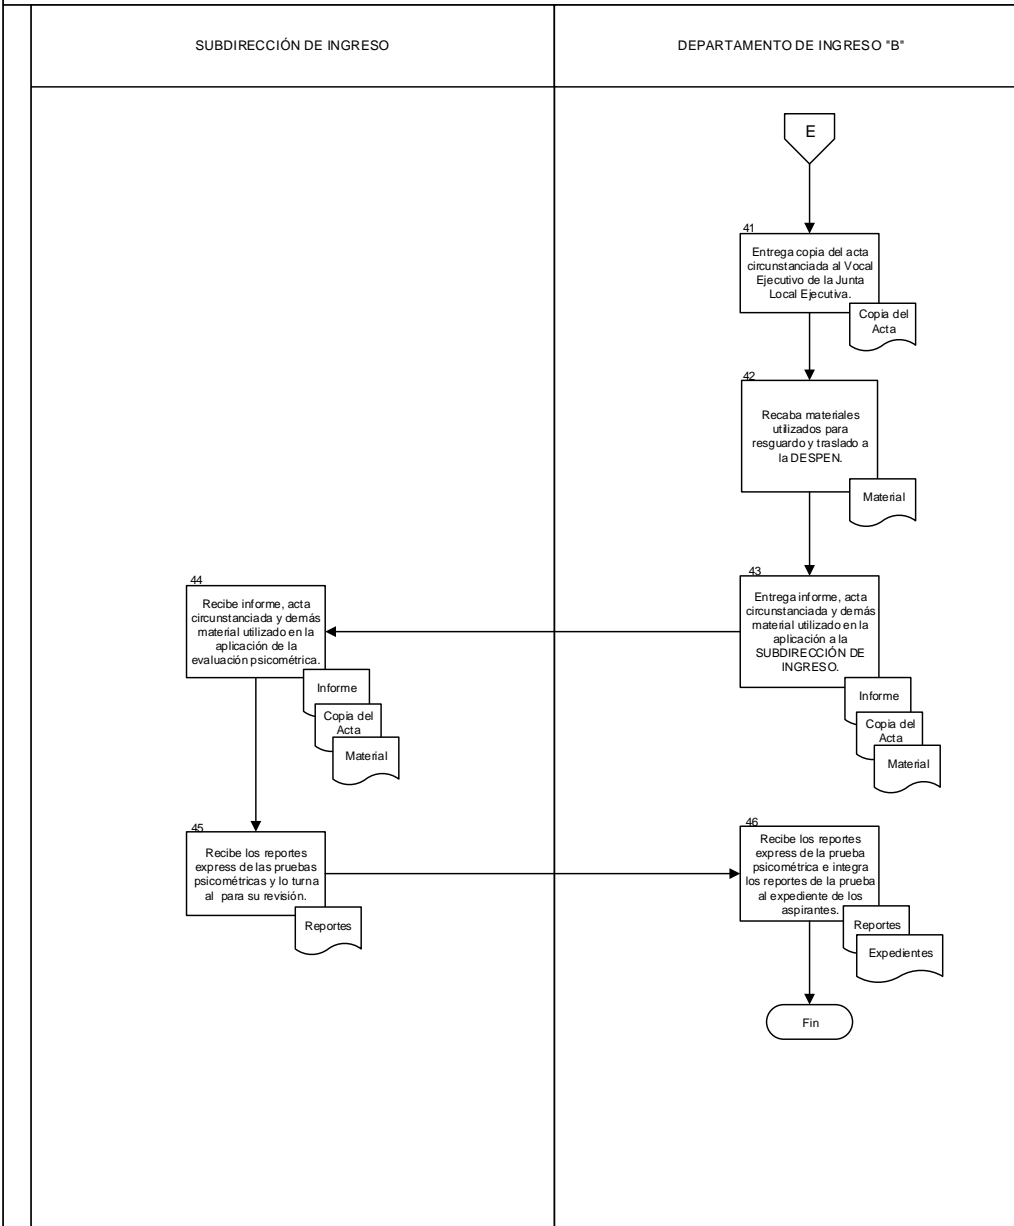 SUBDIRECCIÓN DE INGRESO
DEPARTAMENTO DE INGRESO "B"
E
41
Entrega copia del acta
circunstanciada al Vocal
Ejecutivo de la Junta
Local Ejecutiva.
Copia del
Acta
42
Recaba materiales
utilizados para
resguardo y traslado a
la DESPEN.
Material
43
Entrega informe, acta
circunstanciada y demás
material utilizado en la
aplicación a la
SUBDIRECCIÓN DE
INGRESO.
Informe
Copia del
Acta
Material
44
Recibe informe, acta
circunstanciada y demás
material utilizado en la
aplicación de la
evaluación psicométrica.
Informe
Copia del
Acta
Material
45
Recibe los reportes
express de las pruebas
psicométricas y lo turna
al  para su revisión.
Reportes
46
Recibe los reportes
express de la prueba
psicométrica e integra
los reportes de la prueba
al expediente de los
aspirantes.
Reportes
Expedientes
Fin